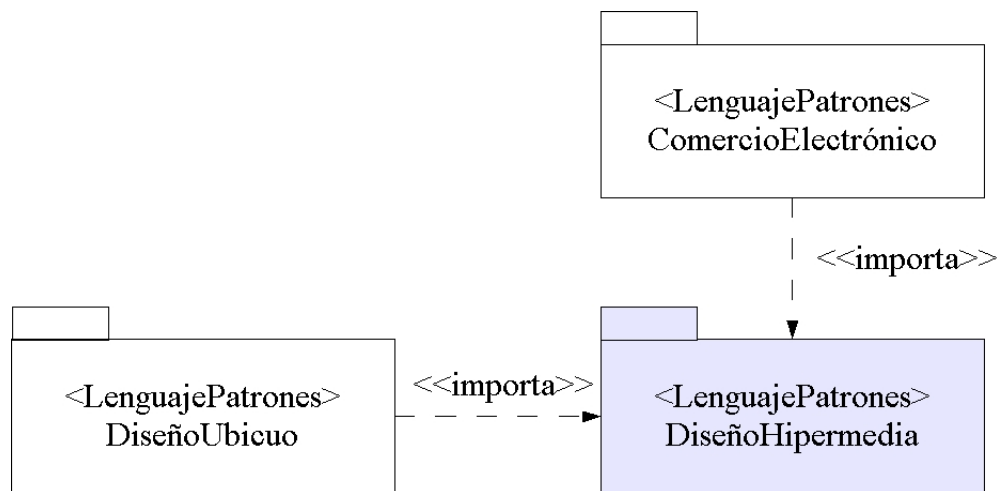 <LenguajePatrones>
ComercioElectrónico
<<importa>>
<LenguajePatrones>
DiseñoUbicuo
<<importa>>
<LenguajePatrones>
DiseñoHipermedia